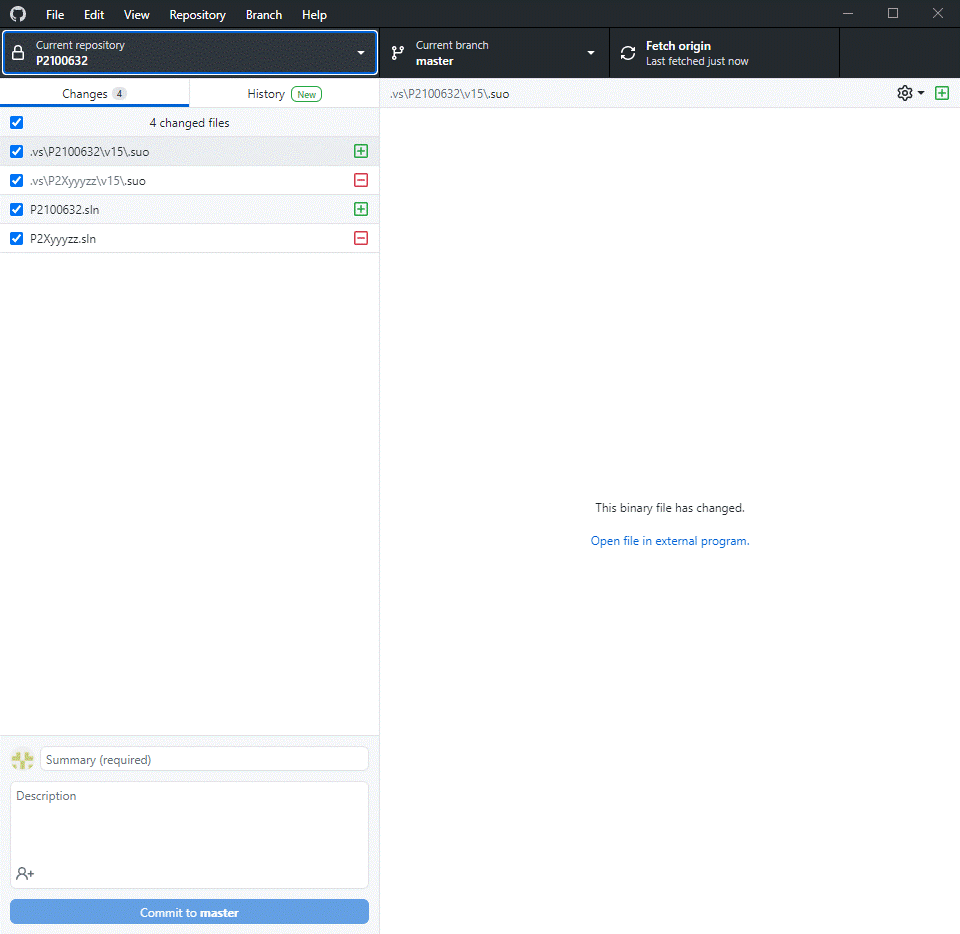 File Edit View Repository Branch Help
Current repository
P2100632
Current branch
master
Fetch origin
Last fetched just now
Changes 4
History New
.vs\P2100632\v15\.suo
4 changed files
.vs\P2100632\v15\.suo
.vs\P2Xyyyzz\v15\.suo
P2100632.sln
P2Xyyyzz.sln
This binary file has changed.
Open file in external program.
Summary (required)
Description
Commit to master